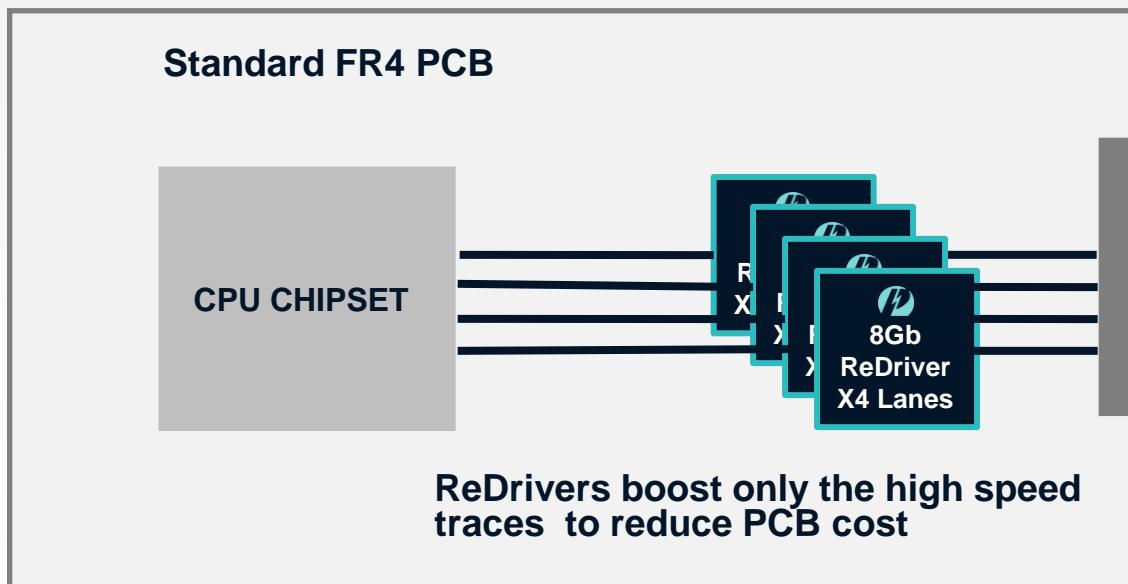 Standard FR4 PCB
CPU CHIPSET
8Gb
ReDriver
X4 Lanes
ReDrivers boost only the high speed
traces to reduce PCB cost